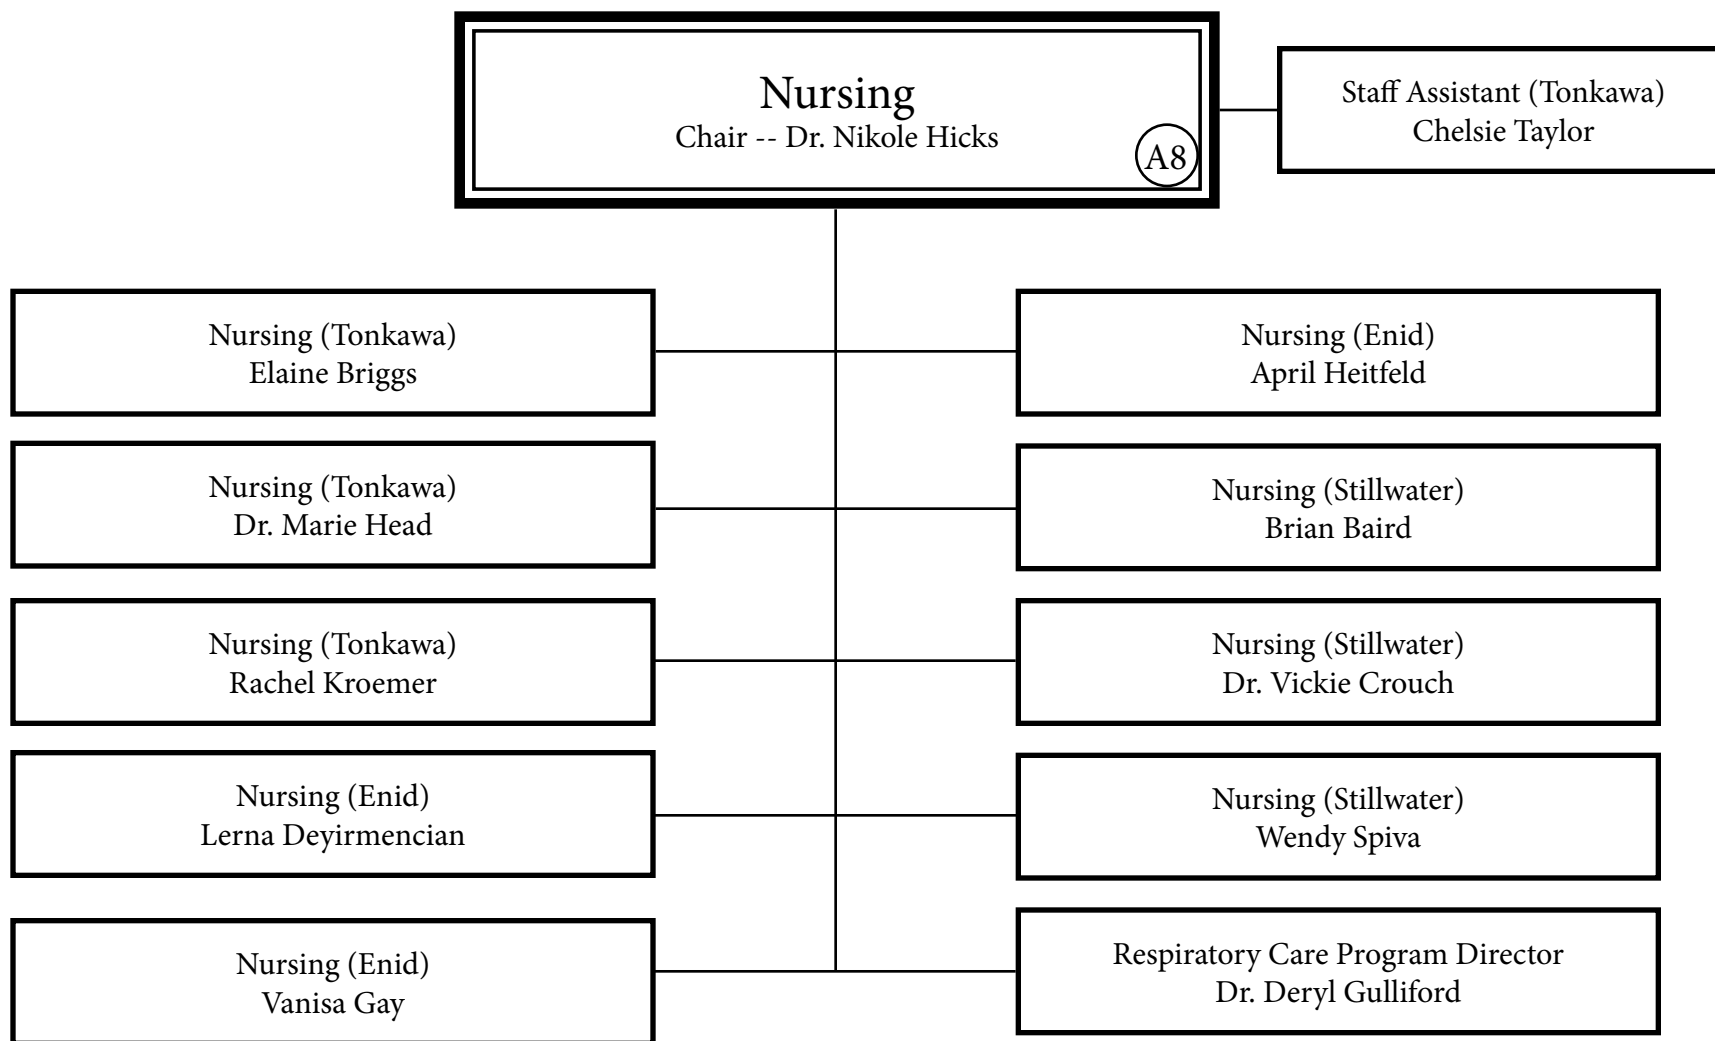 Nursing
Chair -- Dr. Nikole Hicks
A8
Staff Assistant (Tonkawa)
Chelsie Taylor
Nursing (Tonkawa)
Elaine Briggs
Nursing (Enid)
April Heitfeld
Nursing (Tonkawa)
Dr. Marie Head
Nursing (Stillwater)
Brian Baird
Nursing (Tonkawa)
Rachel Kroemer
Nursing (Stillwater)
Dr. Vickie Crouch
Nursing (Enid)
Lerna Deyirmencian
Nursing (Stillwater)
Wendy Spiva
Nursing (Enid)
Vanisa Gay
Respiratory Care Program Director
Dr. Deryl Gulliford